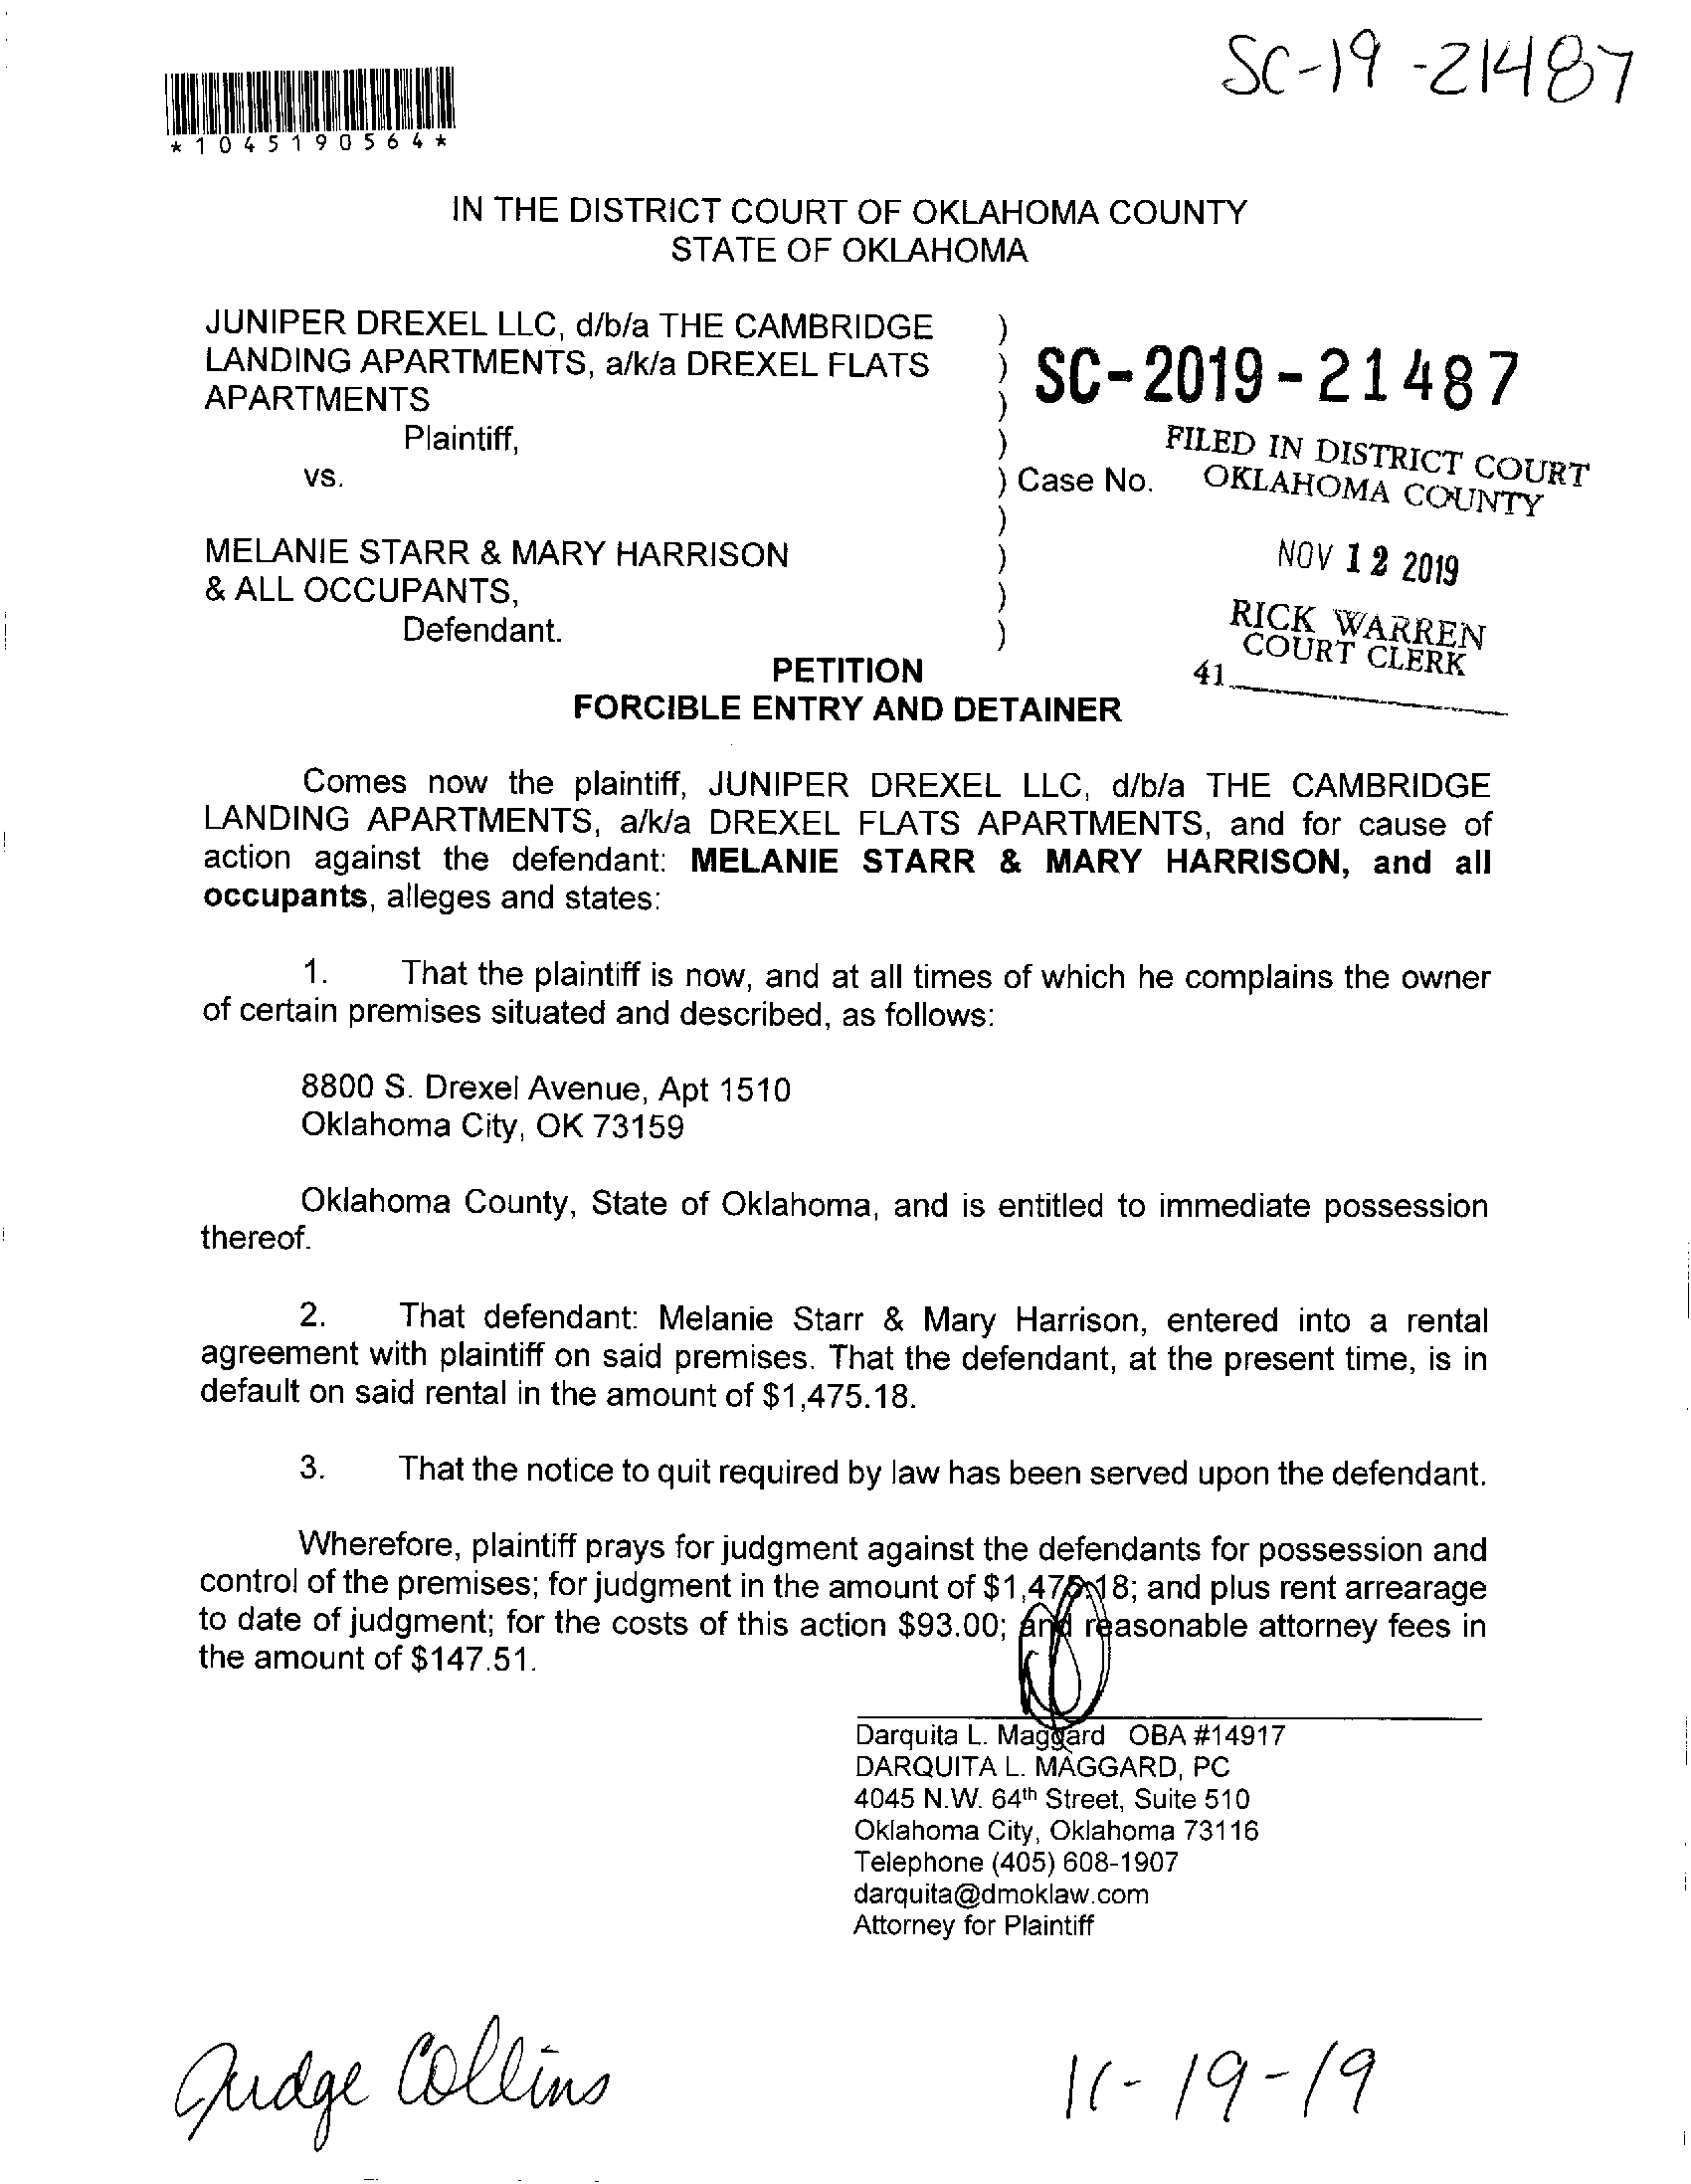 SC-19-21487
*1045190564*
IN THE DISTRICT COURT OF OKLAHOMA COUNTY
STATE OF OKLAHOMA
JUNIPER DREXEL LLC, d/b/a THE CAMBRIDGE )
LANDING APARTMENTS, a/k/a DREXEL FLATS ) SC-2019-21487
APARTMENTS )
Plaintiff, ) FILED IN DISTRICT COURT
vs. ) Case No. OKLAHOMA COUNTY
)
MELANIE STARR & MARY HARRISON ) NOV 12 2019
& ALL OCCUPANTS, ) RICK WARREN
Defendant. ) COURT CLERK
PETITION 41
FORCIBLE ENTRY AND DETAINER
Comes now the plaintiff, JUNIPER DREXEL LLC, d/b/a THE CAMBRIDGE
LANDING APARTMENTS, a/k/a DREXEL FLATS APARTMENTS, and for cause of
action against the defendant: MELANIE STARR & MARY HARRISON, and all
occupants, alleges and states:
1. That the plaintiff is now, and at all times of which he complains the owner
of certain premises situated and described, as follows:
8800 S. Drexel Avenue, Apt 1510
Oklahoma City, OK 73159
Oklahoma County, State of Oklahoma, and is entitled to immediate possession
thereof.
2. That defendant: Melanie Starr & Mary Harrison, entered into a rental
agreement with plaintiff on said premises. That the defendant, at the present time, is in
default on said rental in the amount of $1,475.18.
3. That the notice to quit required by law has been served upon the defendant.
Wherefore, plaintiff prays for judgment against the defendants for possession and
control of the premises; for judgment in the amount of $1,475.18; and plus rent arrearage
to date of judgment; for the costs of this action $93.00; and reasonable attorney fees in
the amount of $147.51.
Darquita L. Maggard OBA #14917
DARQUITA L. MAGGARD, PC
4045 N.W. 64th Street, Suite 510
Oklahoma City, Oklahoma 73116
Telephone (405) 608-1907
darquita@dmoklaw.com
Attorney for Plaintiff
Judge Collins 11-19-19